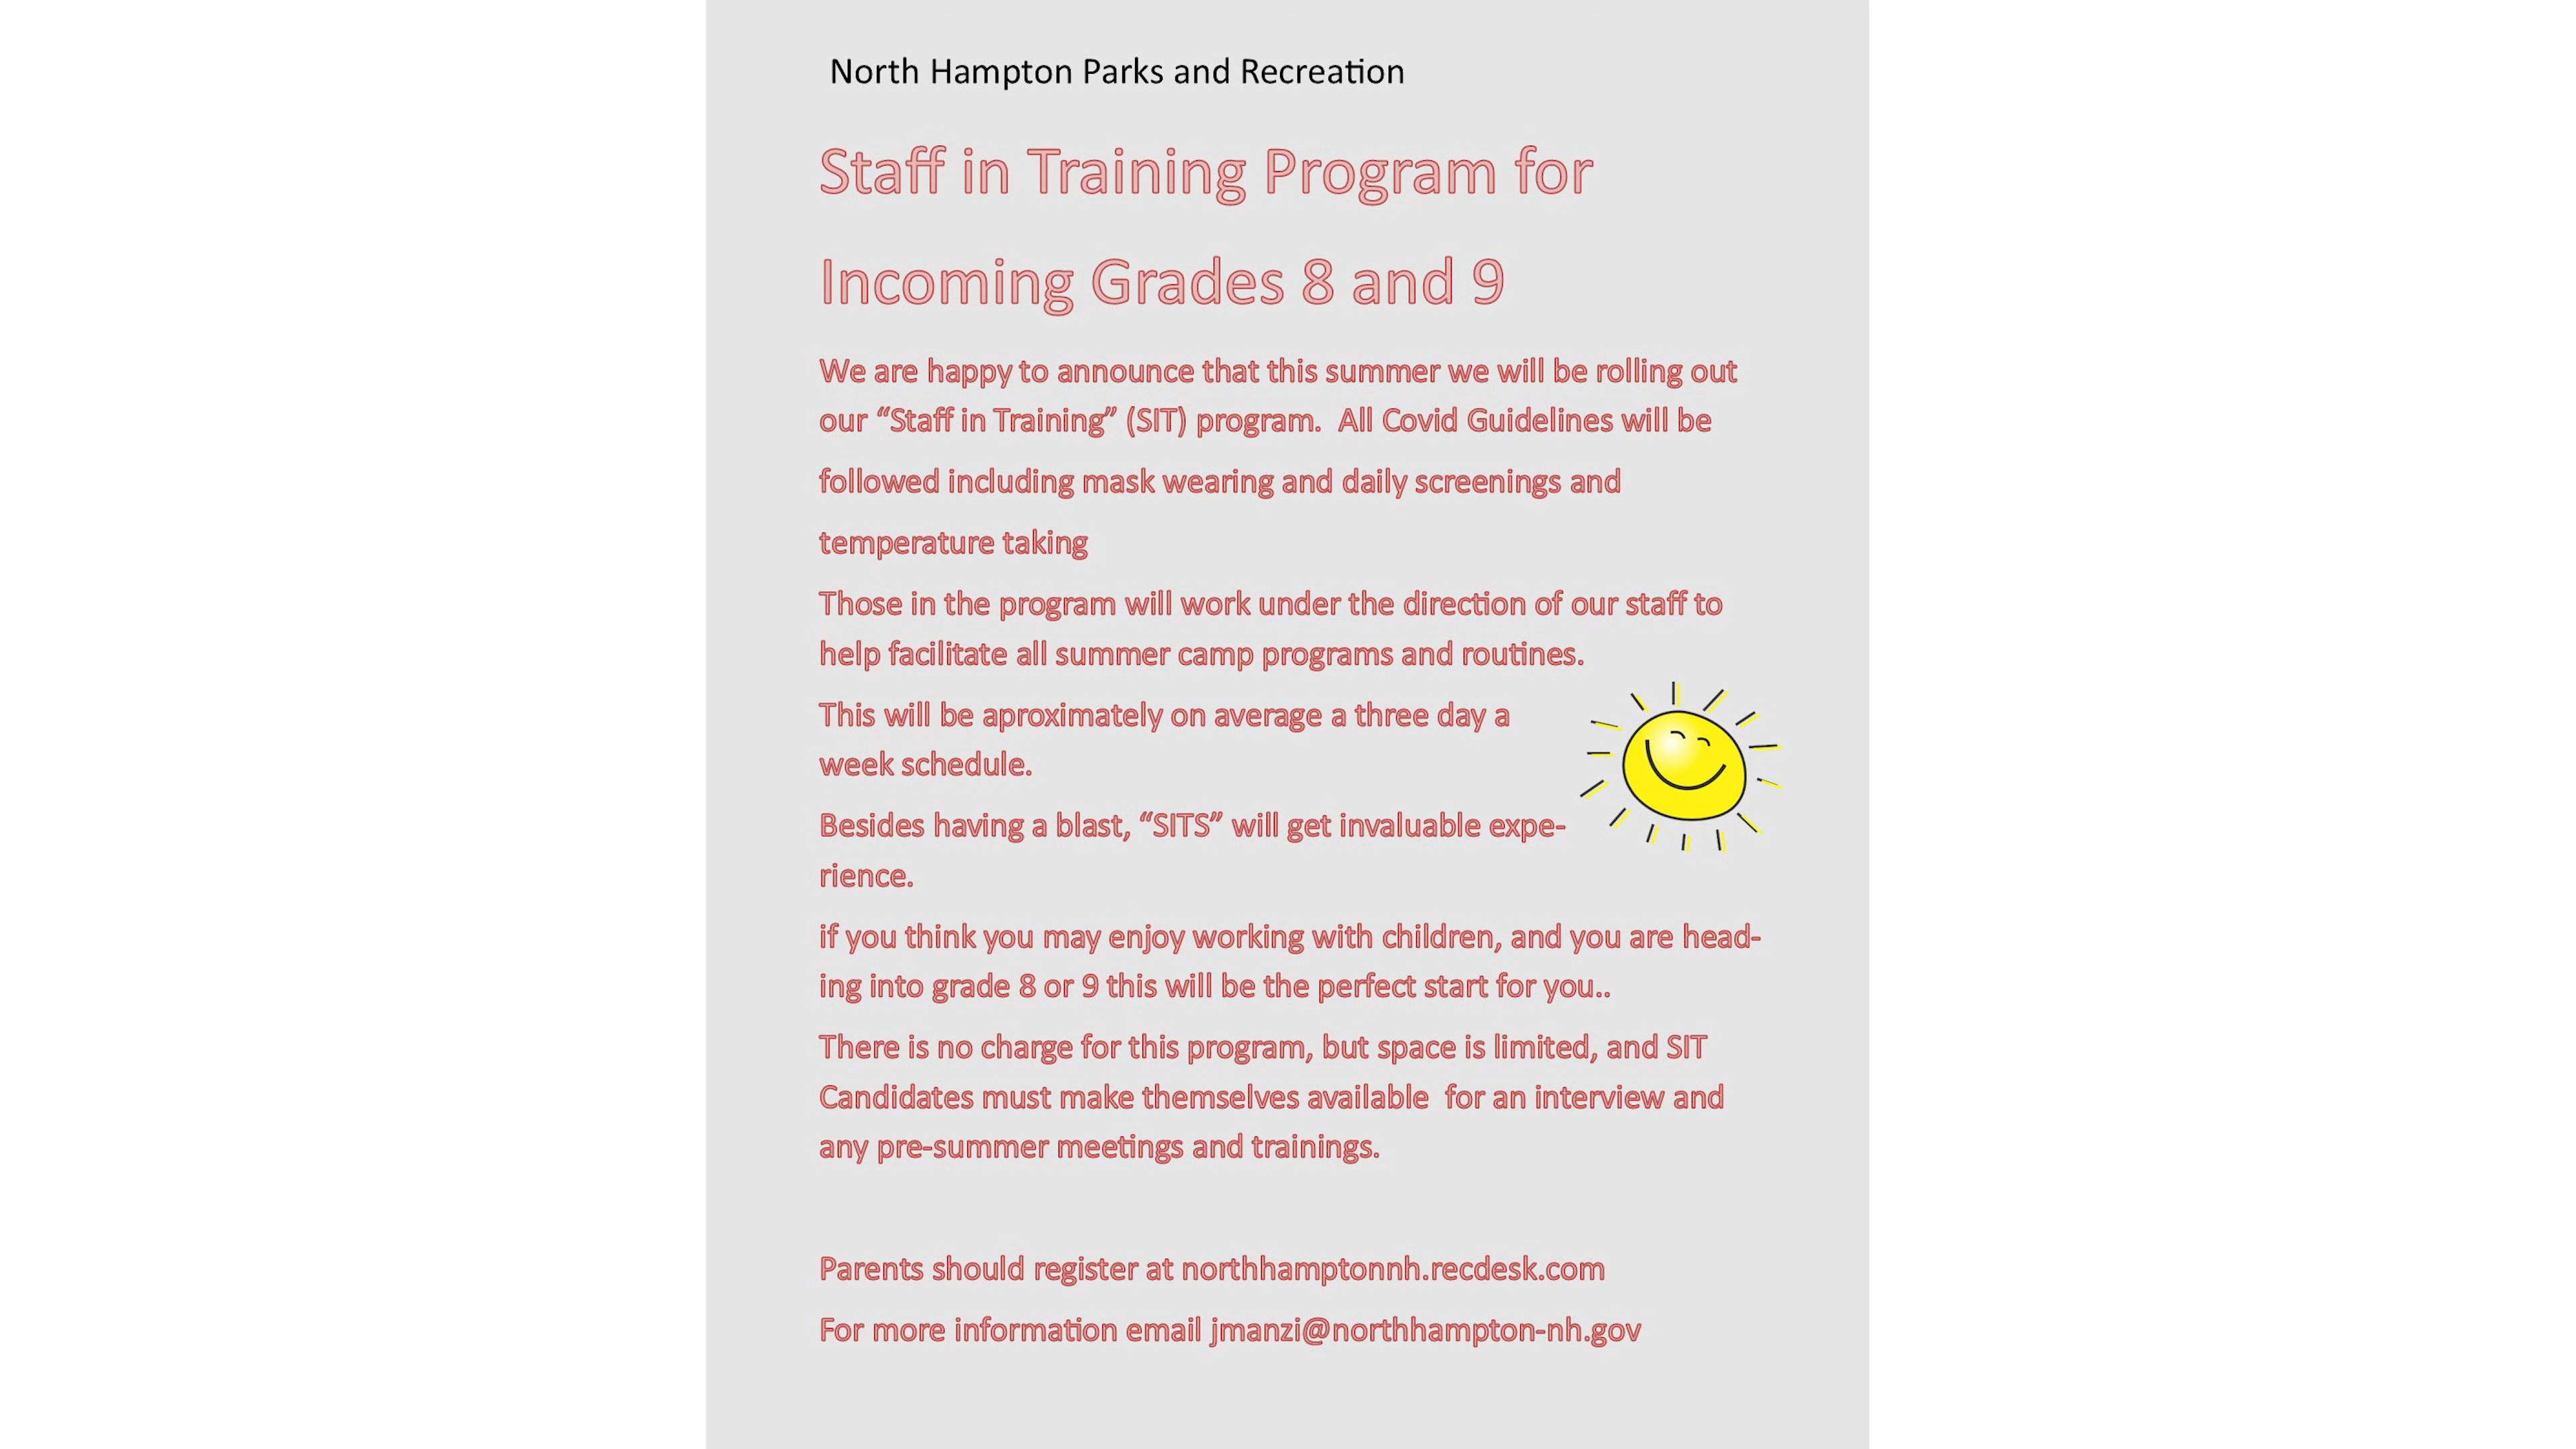 North Hampton Parks and Recreation
Staff in Training Program for
Incoming Grades 8 and 9
We are happy to announce that this summer we will be rolling out
our “Staff in Training” (SIT) program.  All Covid Guidelines will be
followed including mask wearing and daily screenings and
temperature taking
Those in the program will work under the direction of our staff to
help facilitate all summer camp programs and routines.
This will be aproximately on average a three day a
week schedule.
Besides having a blast, “SITS” will get invaluable expe-
rience.
if you think you may enjoy working with children, and you are head-
ing into grade 8 or 9 this will be the perfect start for you..
There is no charge for this program, but space is limited, and SIT
Candidates must make themselves available  for an interview and
any pre-summer meetings and trainings.
Parents should register at northhamptonnh.recdesk.com
For more information email jmanzi@northhampton-nh.gov